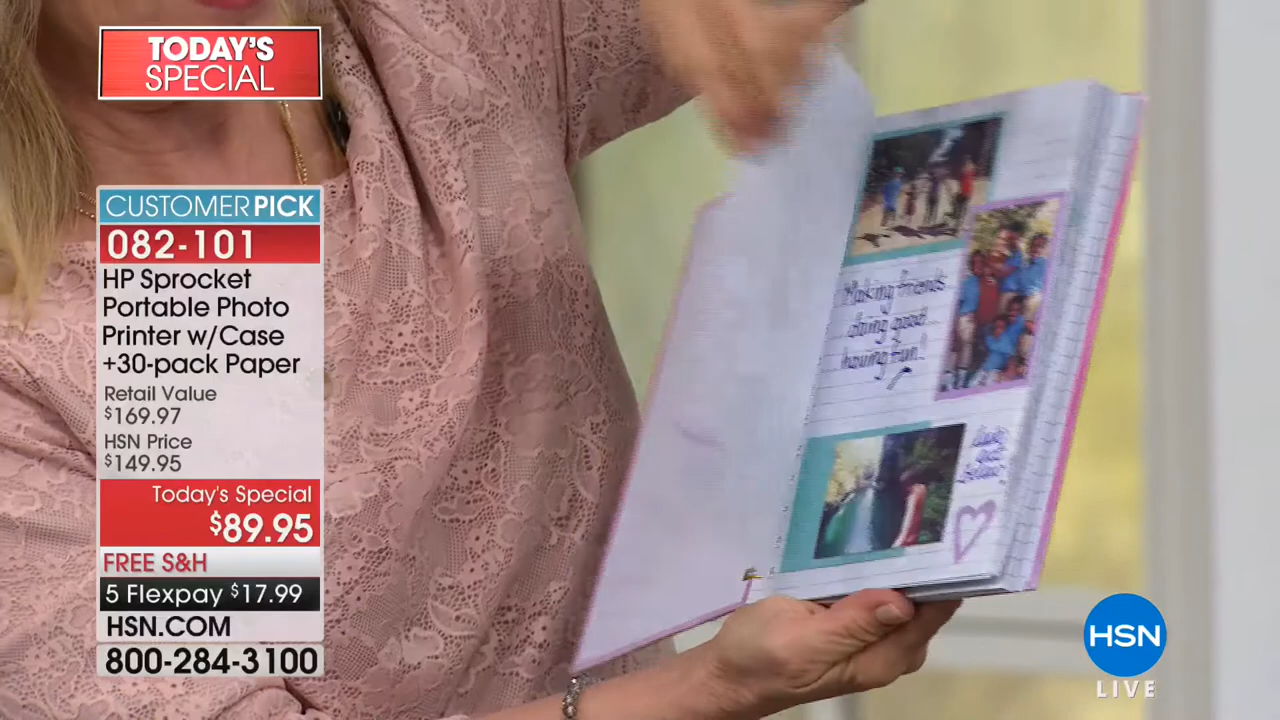 TODAY'S
SPECIAL
CUSTOMER PICK
082-101
HP Sprocket
Portable Photo
Printer w/Case
+30-pack Paper
Retail Value
$169.97
HSN Price
$149.95
Today's Special
$89.95
FREE S&H
5 Flexpay $17.99
HSN.COM
800-284-3100
Making friends
doing good...
having fun!
HSN
LIVE